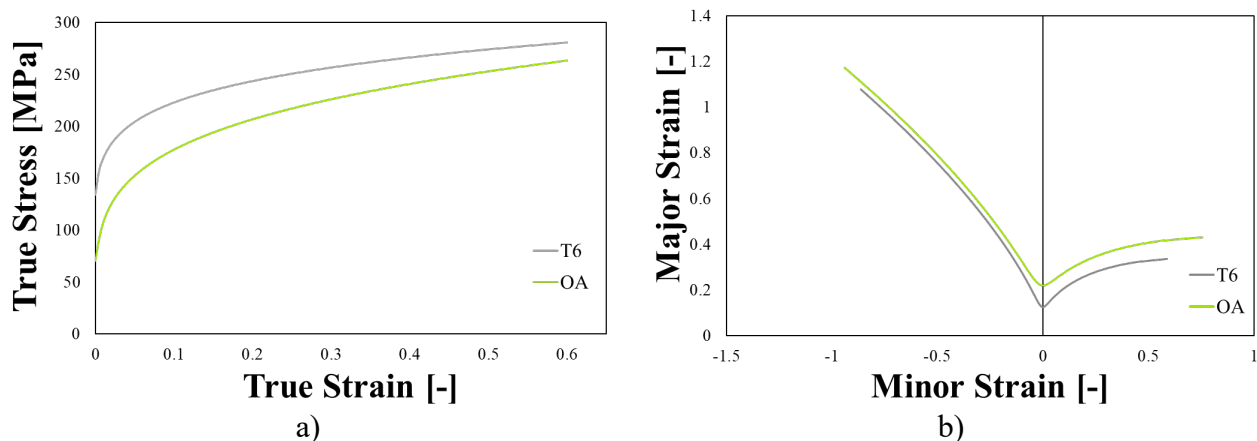 True Stress [MPa]
300
250
200
150
100
50
0
T6
OA
0 0.1 0.2 0.3 0.4 0.5 0.6
True Strain [-]
a)
Major Strain [-]
1.4
1.2
1
0.8
0.6
0.4
0.2
0
T6
OA
-1.5 -1 -0.5 0 0.5 1
Minor Strain [-]
b)